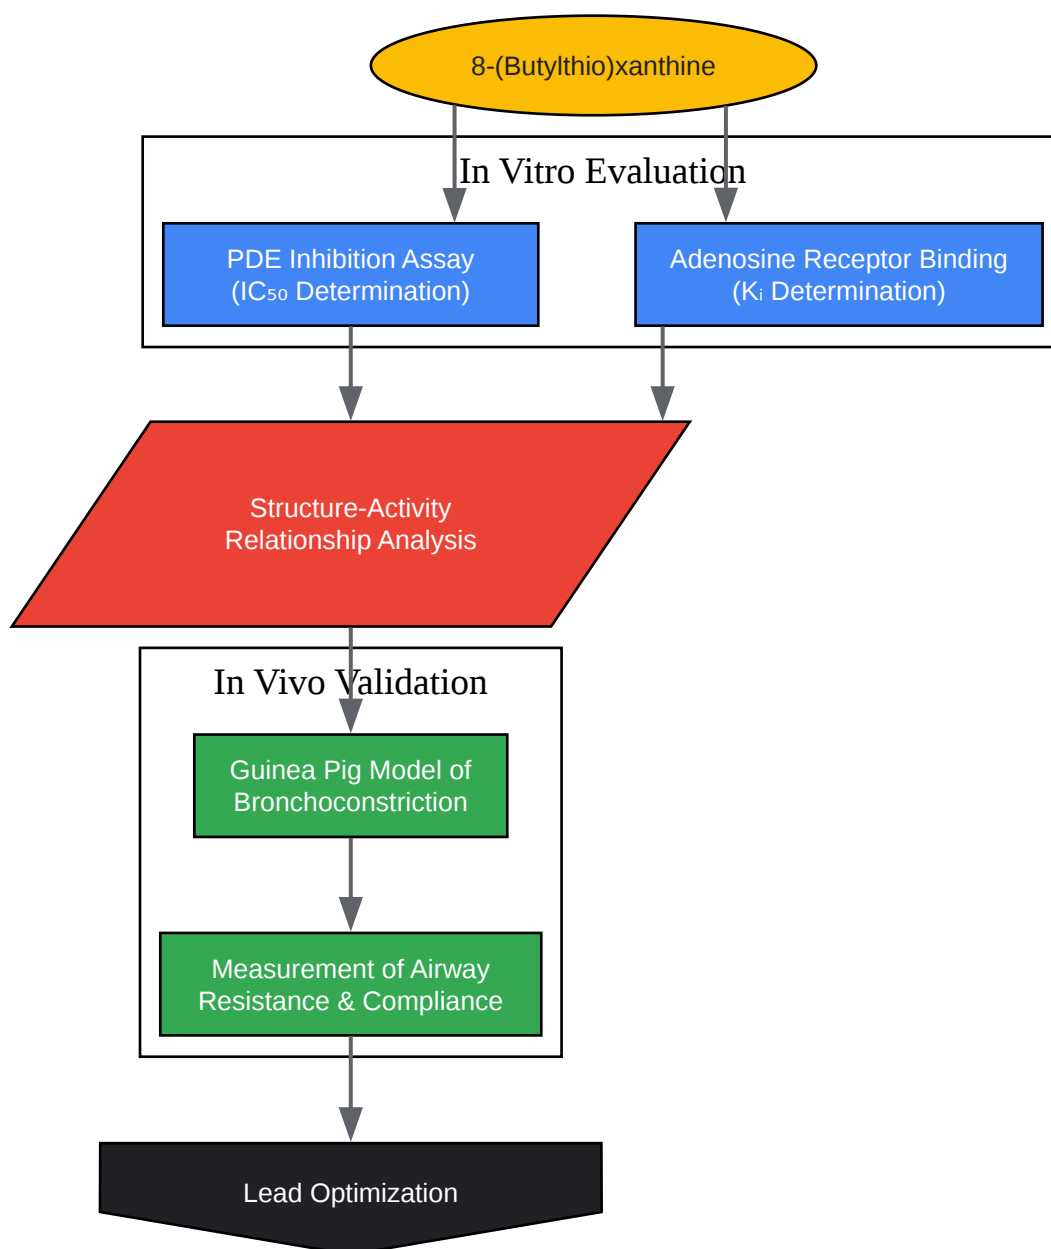 8-(Butylthio)xanthine
In Vitro Evaluation
PDE Inhibition Assay
(IC₅₀ Determination)
Adenosine Receptor Binding
(Kᵢ Determination)
Structure-Activity
Relationship Analysis
In Vivo Validation
Guinea Pig Model of
Bronchoconstriction
Measurement of Airway
Resistance & Compliance
Lead Optimization